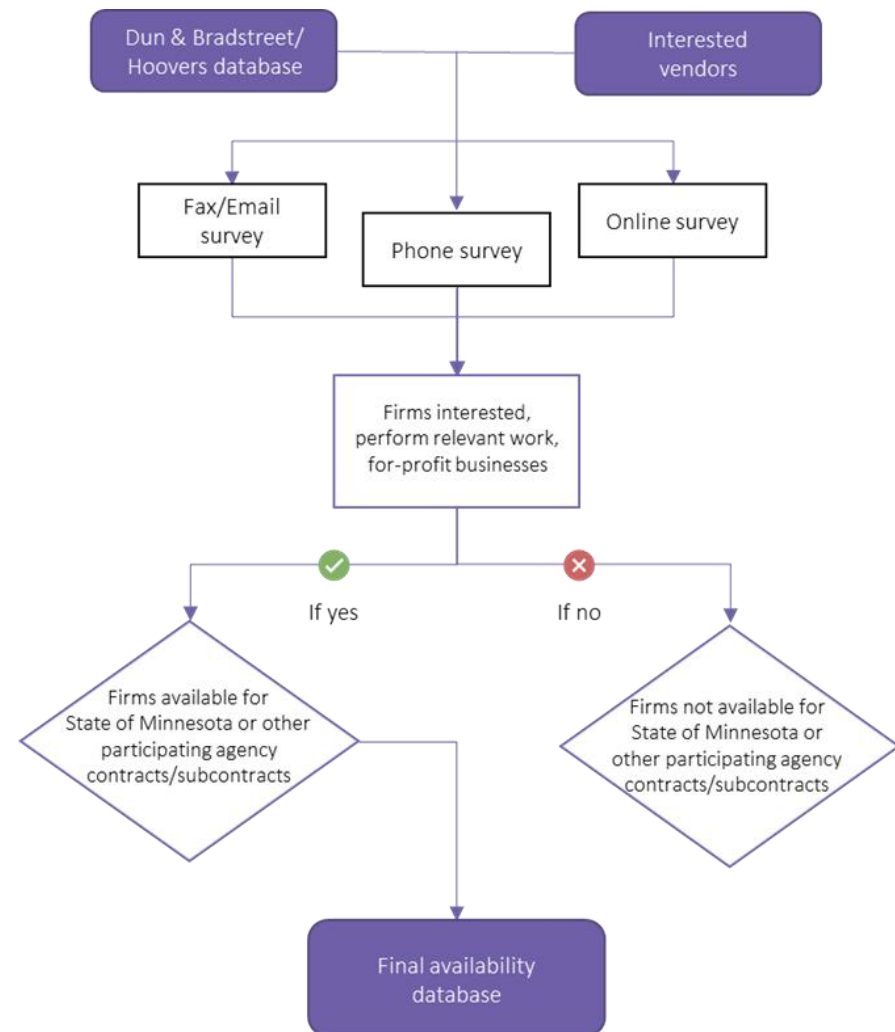 Dun & Bradstreet/
Hoovers database
Interested
vendors
Fax/Email
survey
Phone survey
Online survey
Firms interested,
perform relevant work,
for-profit businesses
If yes
If no
Firms available for
State of Minnesota or other
participating agency
contracts/subcontracts
Firms not available for
State of Minnesota or
other participating agency
contracts/subcontracts
Final availability
database